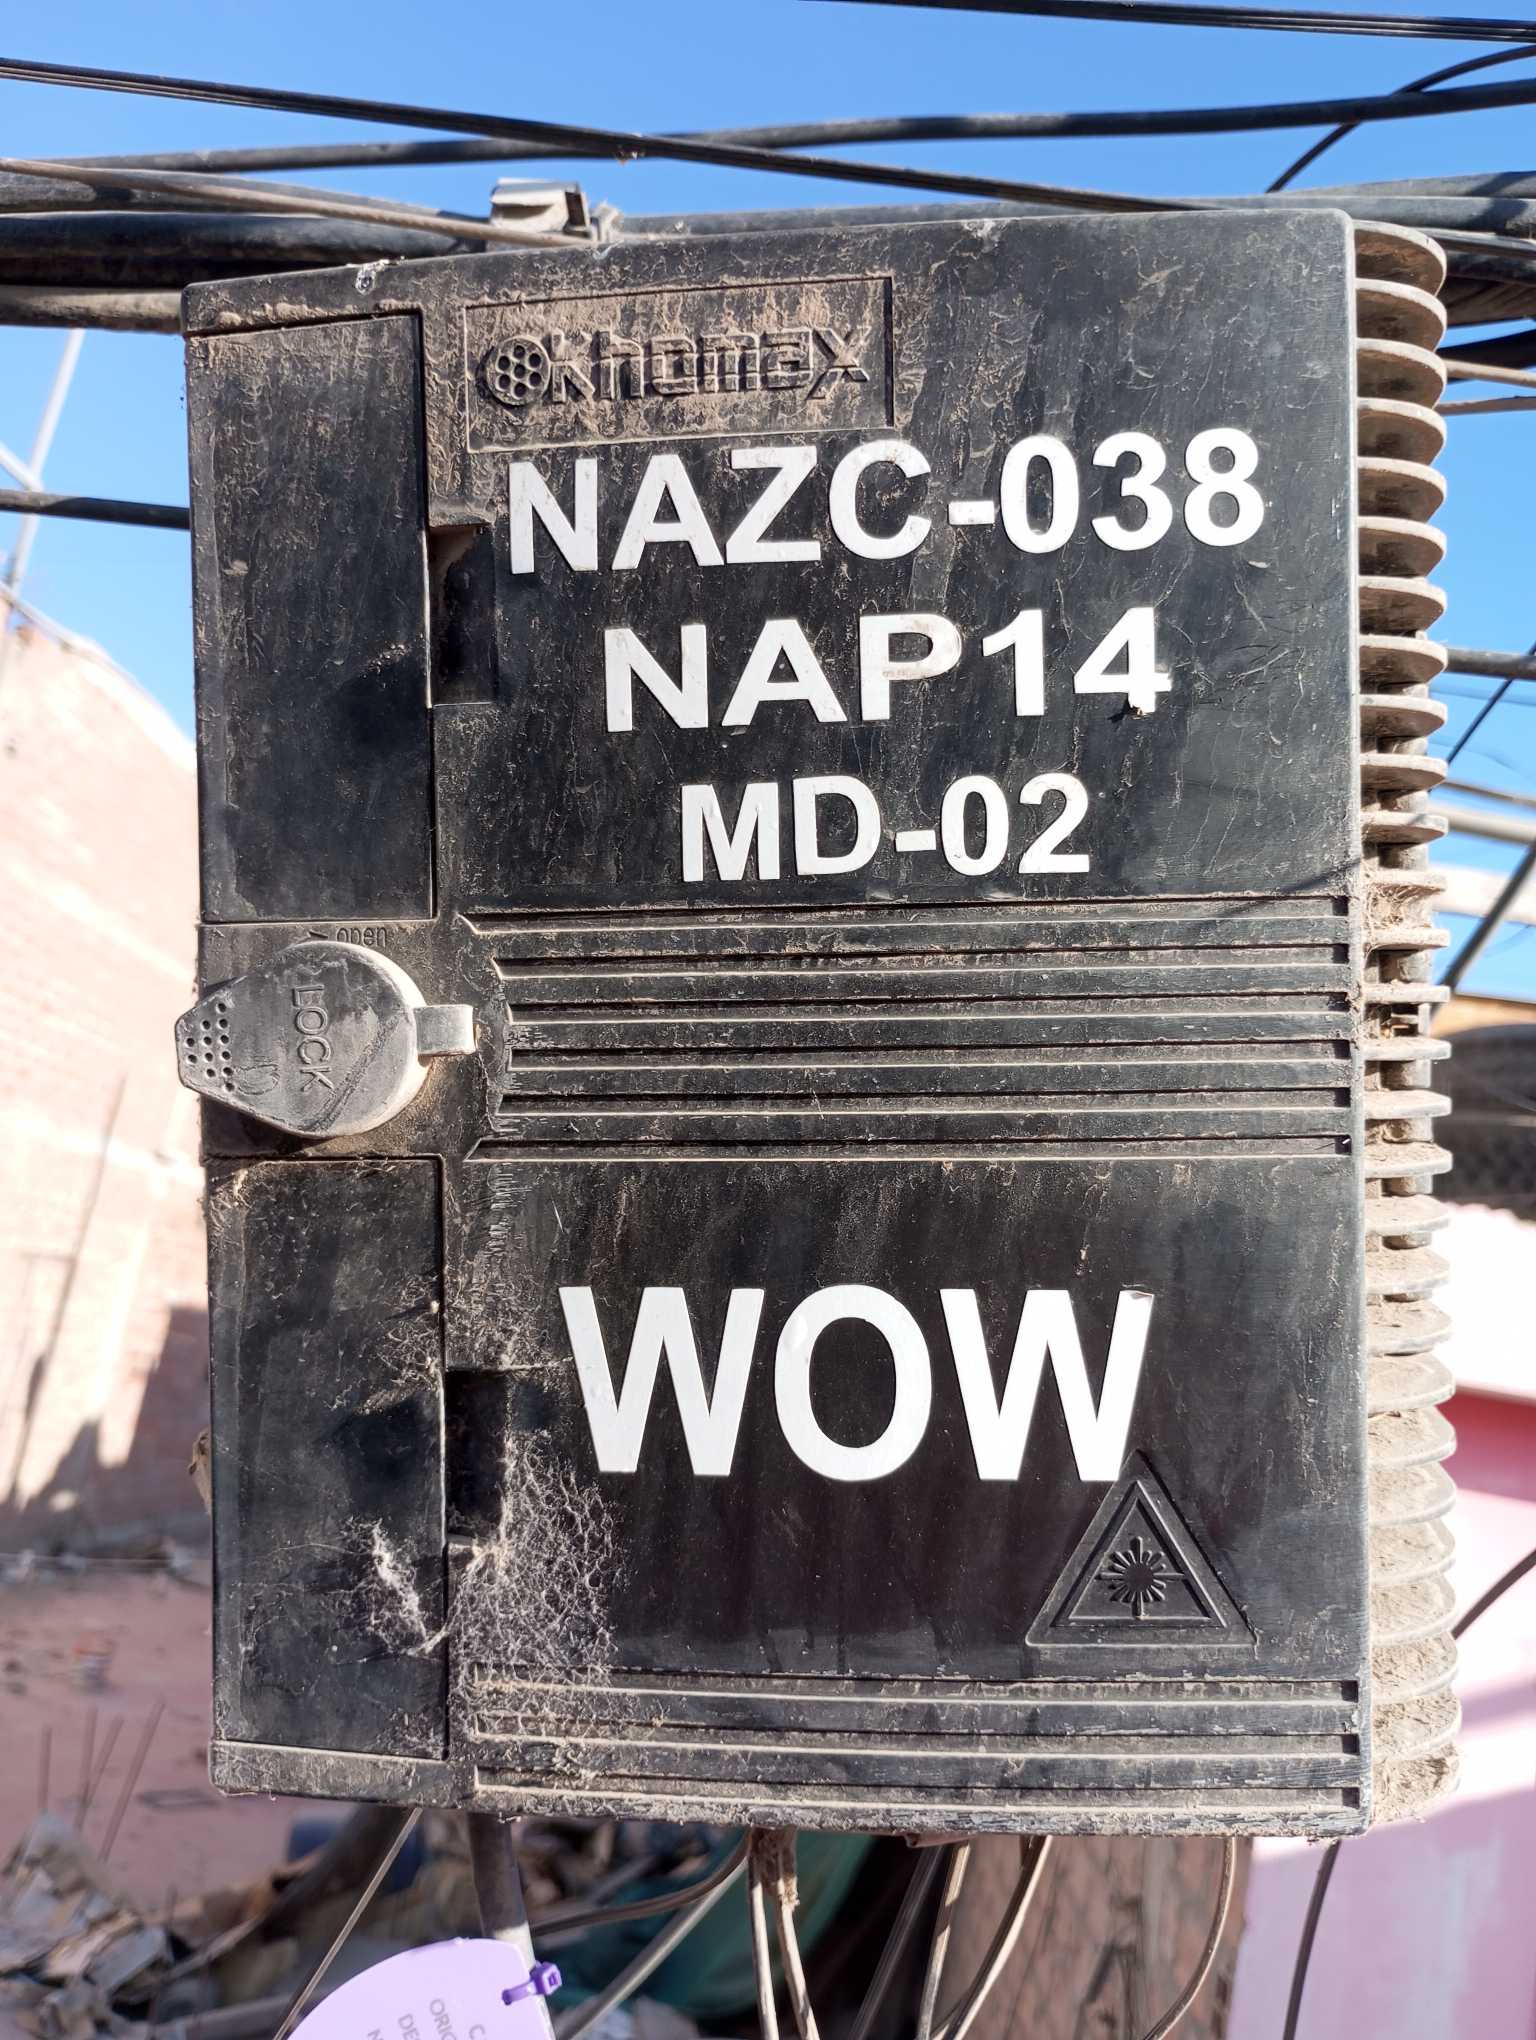 khomax
NAZC-038
NAP14
MD-02
open
LOCK
WOW